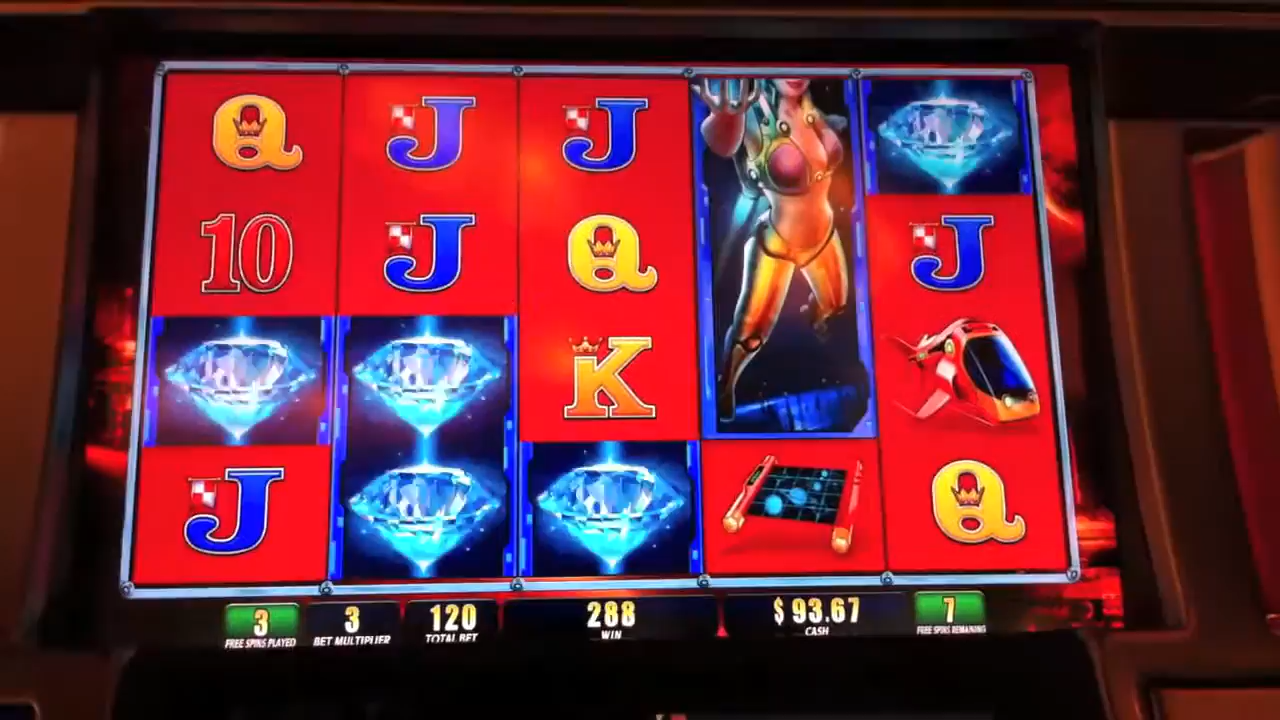 Q J J
10 J Q J
K
J Q
3 3 120 288 $93.67 7
FREE SPINS PLAYED BET MULTIPLIER TOTAL BET WIN CASH FREE SPINS REMAINING